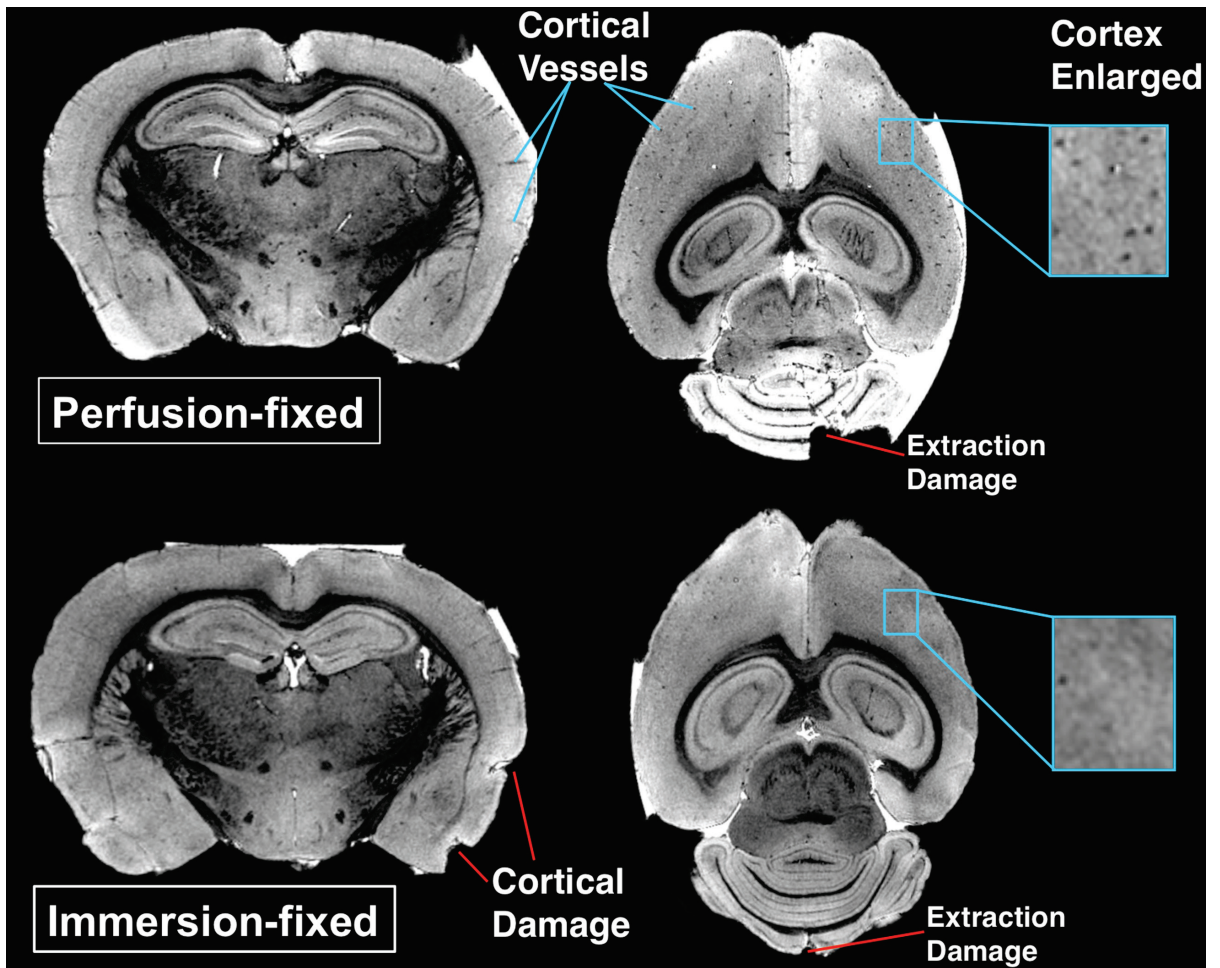 Cortical
Vessels
Cortex
Enlarged
Perfusion-fixed
Extraction
Damage
Cortical
Damage
Immersion-fixed
Extraction
Damage